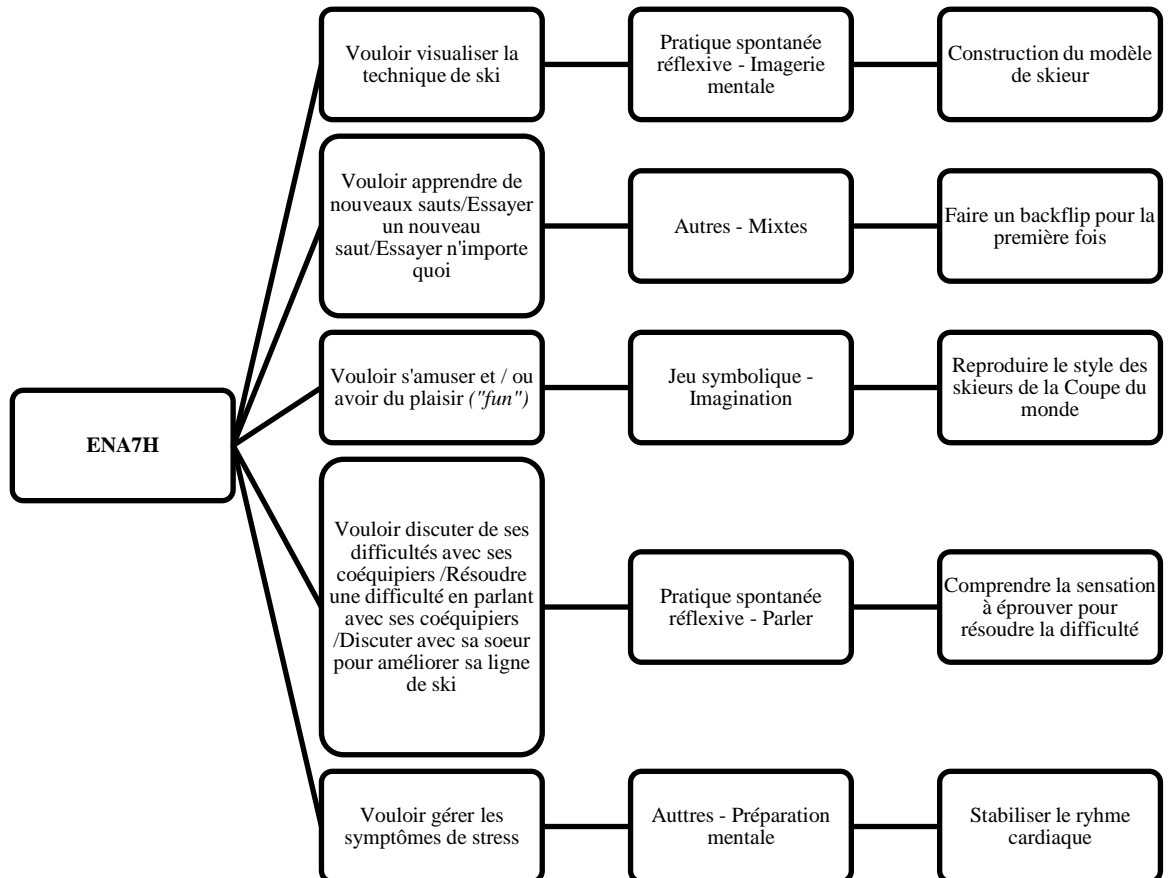 Vouloir visualiser la
technique de ski
Pratique spontanée
réflexive - Imagerie
mentale
Construction du modèle
de skieur
Vouloir apprendre de
nouveaux sauts/Essayer
un nouveau
saut/Essayer n'importe
quoi
Autres - Mixtes
Faire un backflip pour la
première fois
Vouloir s'amuser et / ou
avoir du plaisir ("fun")
Jeu symbolique -
Imagination
Reproduire le style des
skieurs de la Coupe du
monde
ENA7H
Vouloir discuter de ses
difficultés avec ses
coéquipiers /Résoudre
une difficulté en parlant
avec ses coéquipiers
/Discuter avec sa soeur
pour améliorer sa ligne
de ski
Pratique spontanée
réflexive - Parler
Comprendre la sensation
à éprouver pour
résoudre la difficulté
Vouloir gérer les
symptômes de stress
Auttres - Préparation
mentale
Stabiliser le ryhme
cardiaque